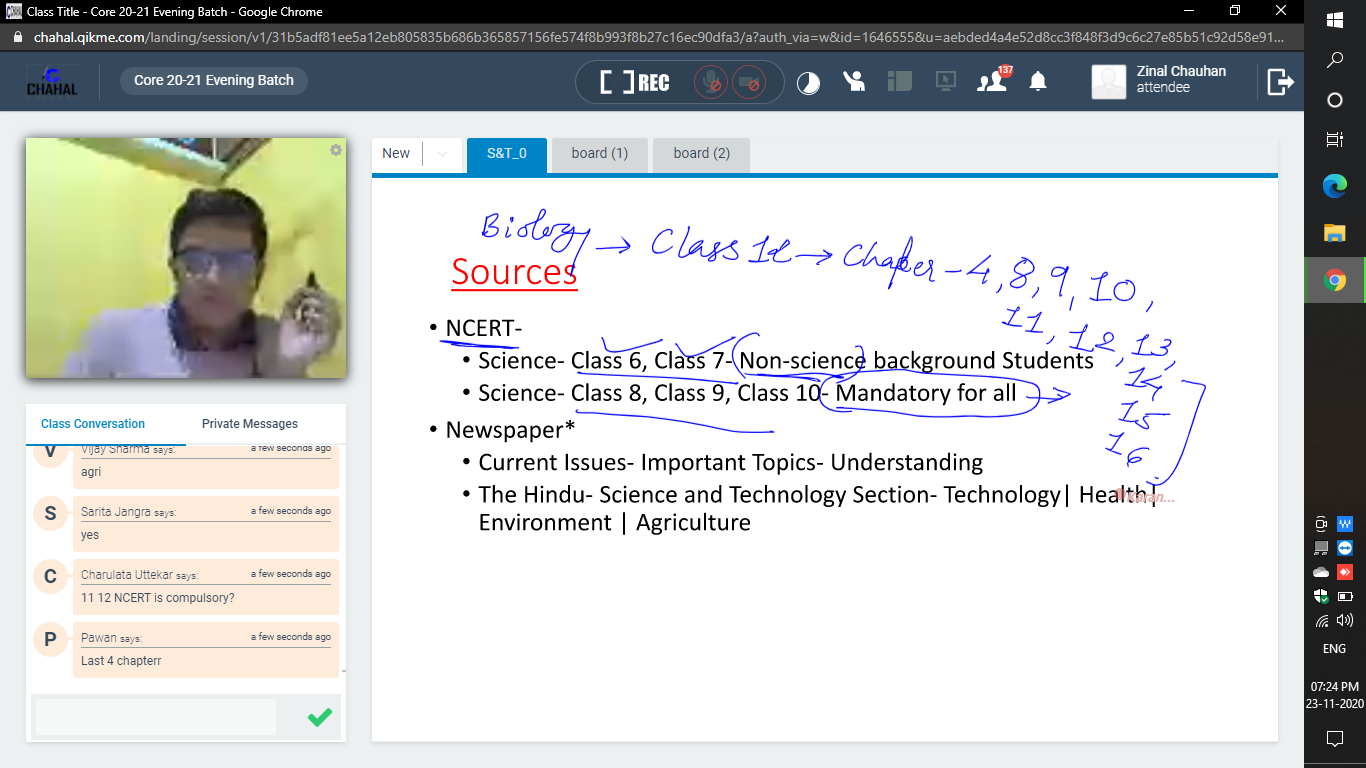 Class Title - Core 20-21 Evening Batch - Google Chrome
chahal.qikme.com/landing/session/v1/31b5adf81ee5a12eb805835b686b365857156fe574f8b993f8b27c16ec90dfa3/a?auth_via=w&id=1646555&u=aebded4a4e52d8cc3f848f3d9c6c27e85b51c92d58e91...
CHAHAL
Core 20-21 Evening Batch
REC
137
Zinal Chauhan
attendee
New
S&T_0
board (1)
board (2)
Biology → Class 12 → Chapter - 4, 8, 9, 10,
11, 12, 13,
14
15
16
Sources
• NCERT-
• Science- Class 6, Class 7- Non-science background Students
• Science- Class 8, Class 9, Class 10- Mandatory for all
• Newspaper*
• Current Issues- Important Topics- Understanding
• The Hindu- Science and Technology Section- Technology| Health|
Environment | Agriculture
Karan...
Class Conversation
Private Messages
V
Vijay Sharma says:
a few seconds ago
agri
S
Sarita Jangra says:
a few seconds ago
yes
C
Charulata Uttekar says:
a few seconds ago
11 12 NCERT is compulsory?
P
Pawan says:
a few seconds ago
Last 4 chapterr
ENG
07:24 PM
23-11-2020